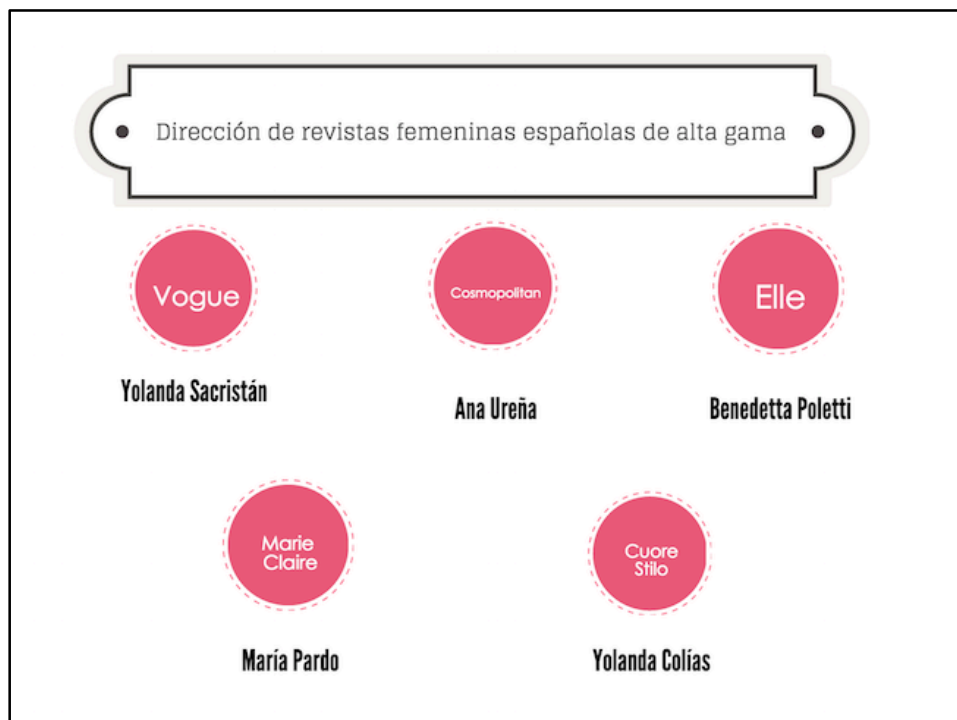 Dirección de revistas femeninas españolas de alta gama
Vogue
Cosmopolitan
Elle
Yolanda Sacristán
Ana Ureña
Benedetta Poletti
Marie
Claire
Cuore
Stilo
María Pardo
Yolanda Colías